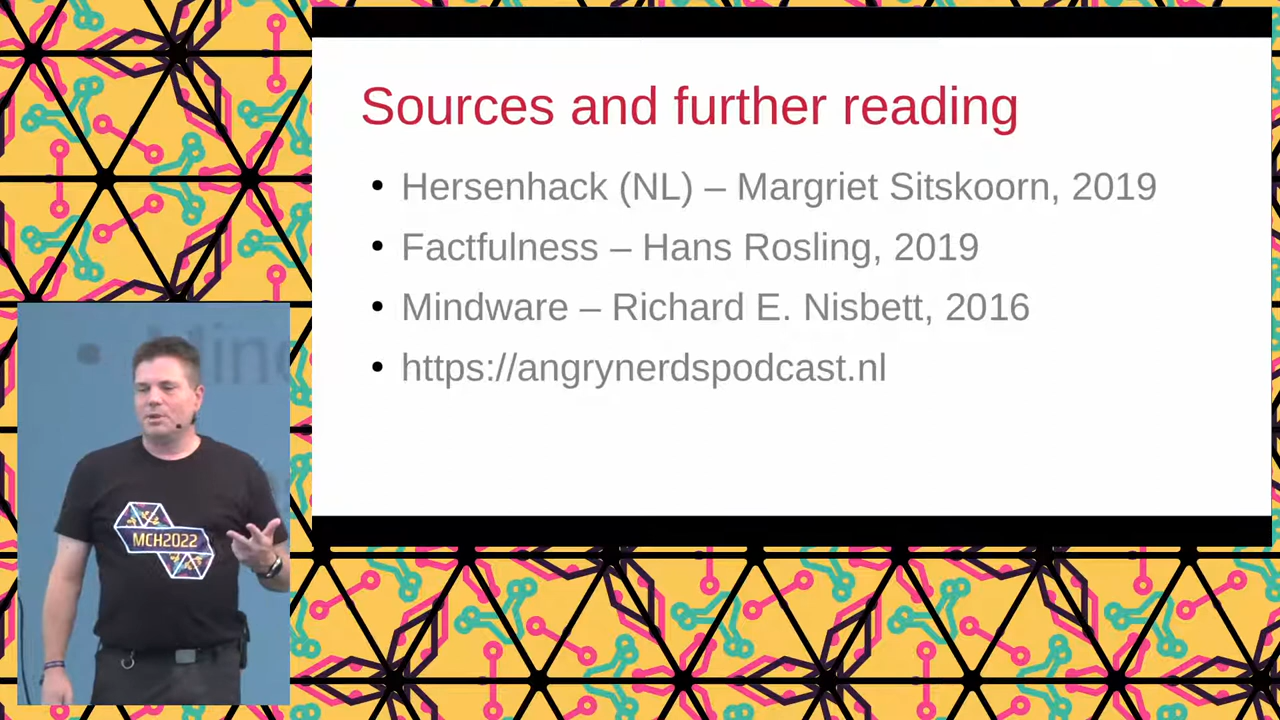 Sources and further reading
• Hersenhack (NL) – Margriet Sitskoorn, 2019
• Factfulness – Hans Rosling, 2019
• Mindware – Richard E. Nisbett, 2016
• https://angrynerdspodcast.nl
MCH2022